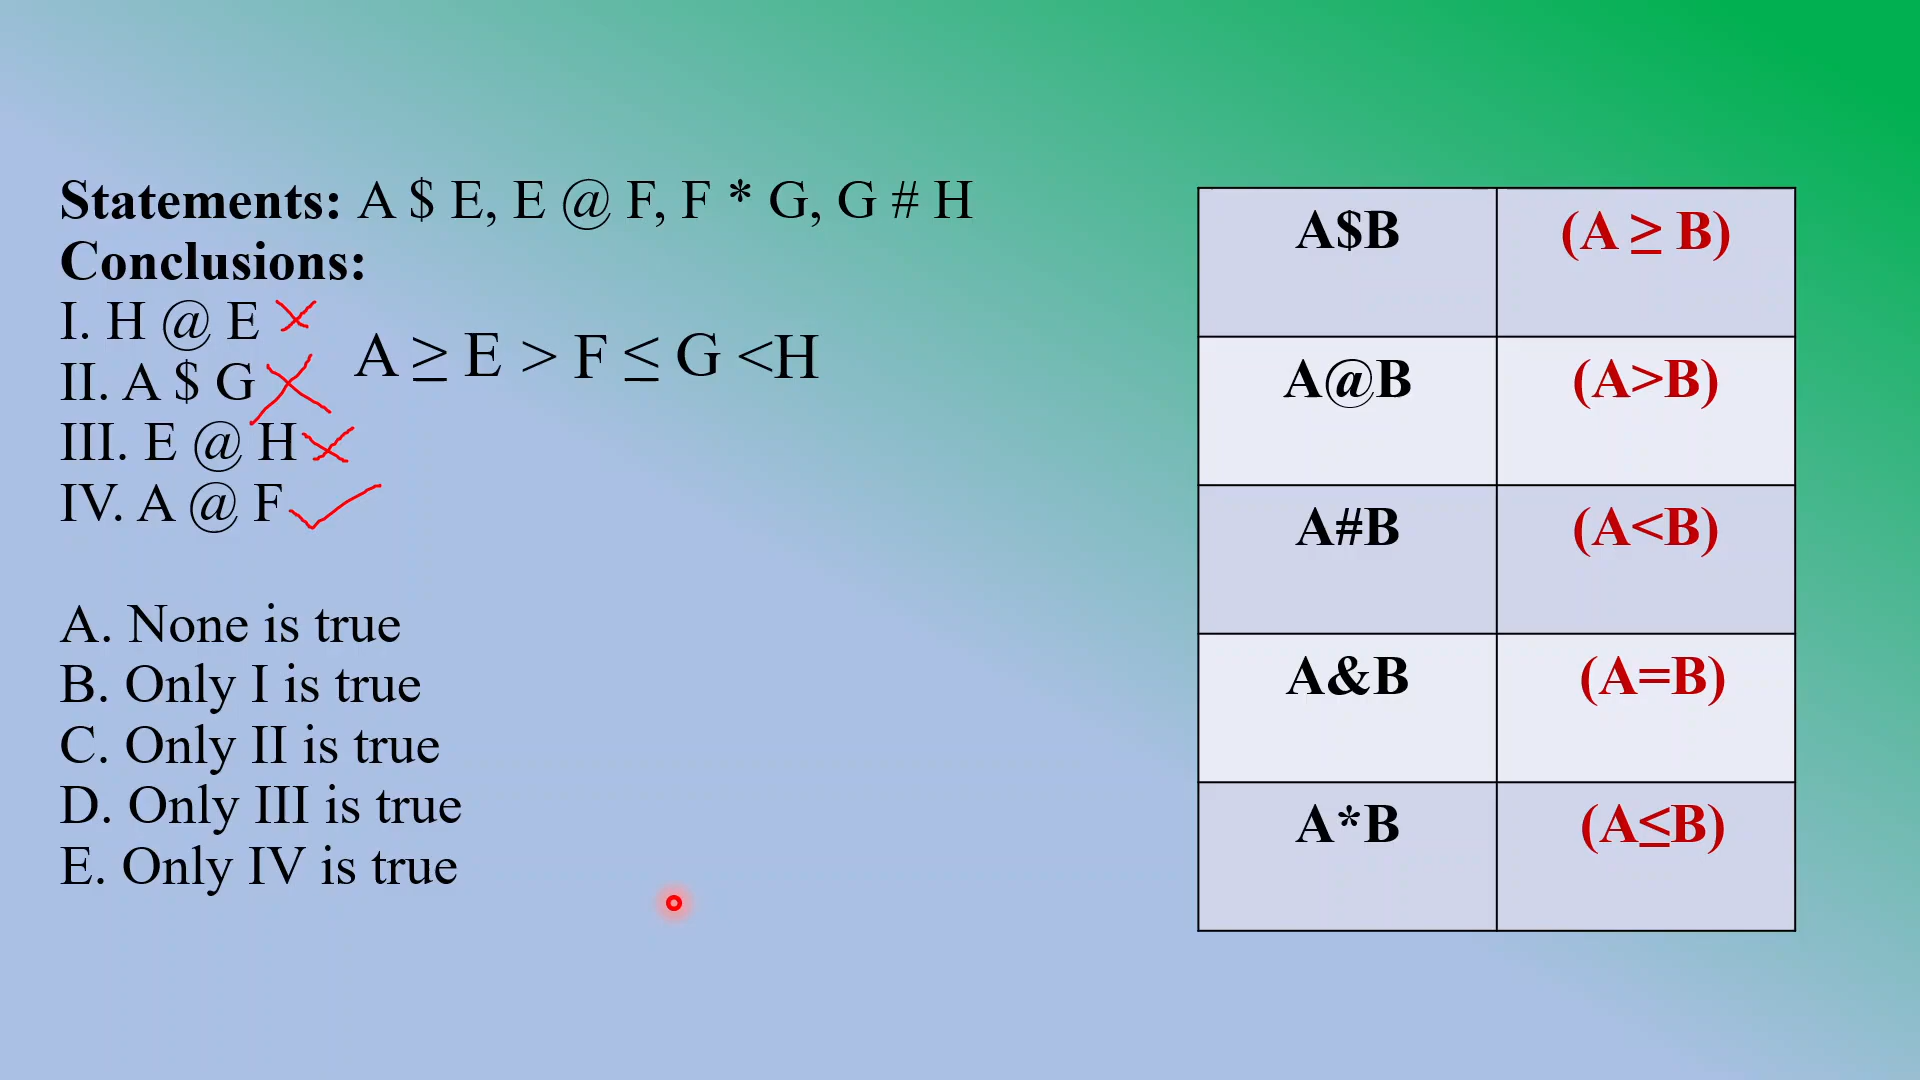 Statements: A $ E, E @ F, F * G, G # H
Conclusions:
I. H @ E
II. A $ G
III. E @ H
IV. A @ F
A ≥ E > F ≤ G <H
A. None is true
B. Only I is true
C. Only II is true
D. Only III is true
E. Only IV is true
A$B (A ≥ B)
A@B (A>B)
A#B (A<B)
A&B (A=B)
A*B (A≤B)